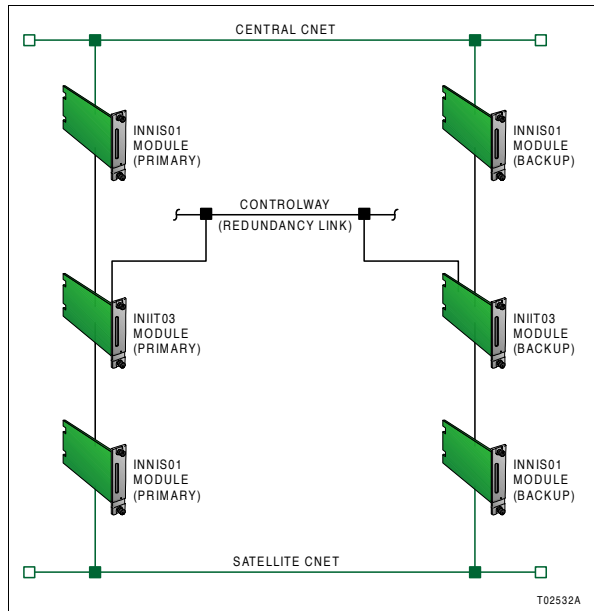 CENTRAL CNET
INNIS01
MODULE
(PRIMARY)
INNIS01
MODULE
(BACKUP)
CONTROLWAY
(REDUNDANCY LINK)
INIIT03
MODULE
(PRIMARY)
INIIT03
MODULE
(BACKUP)
INNIS01
MODULE
(PRIMARY)
INNIS01
MODULE
(BACKUP)
SATELLITE CNET
T02532A